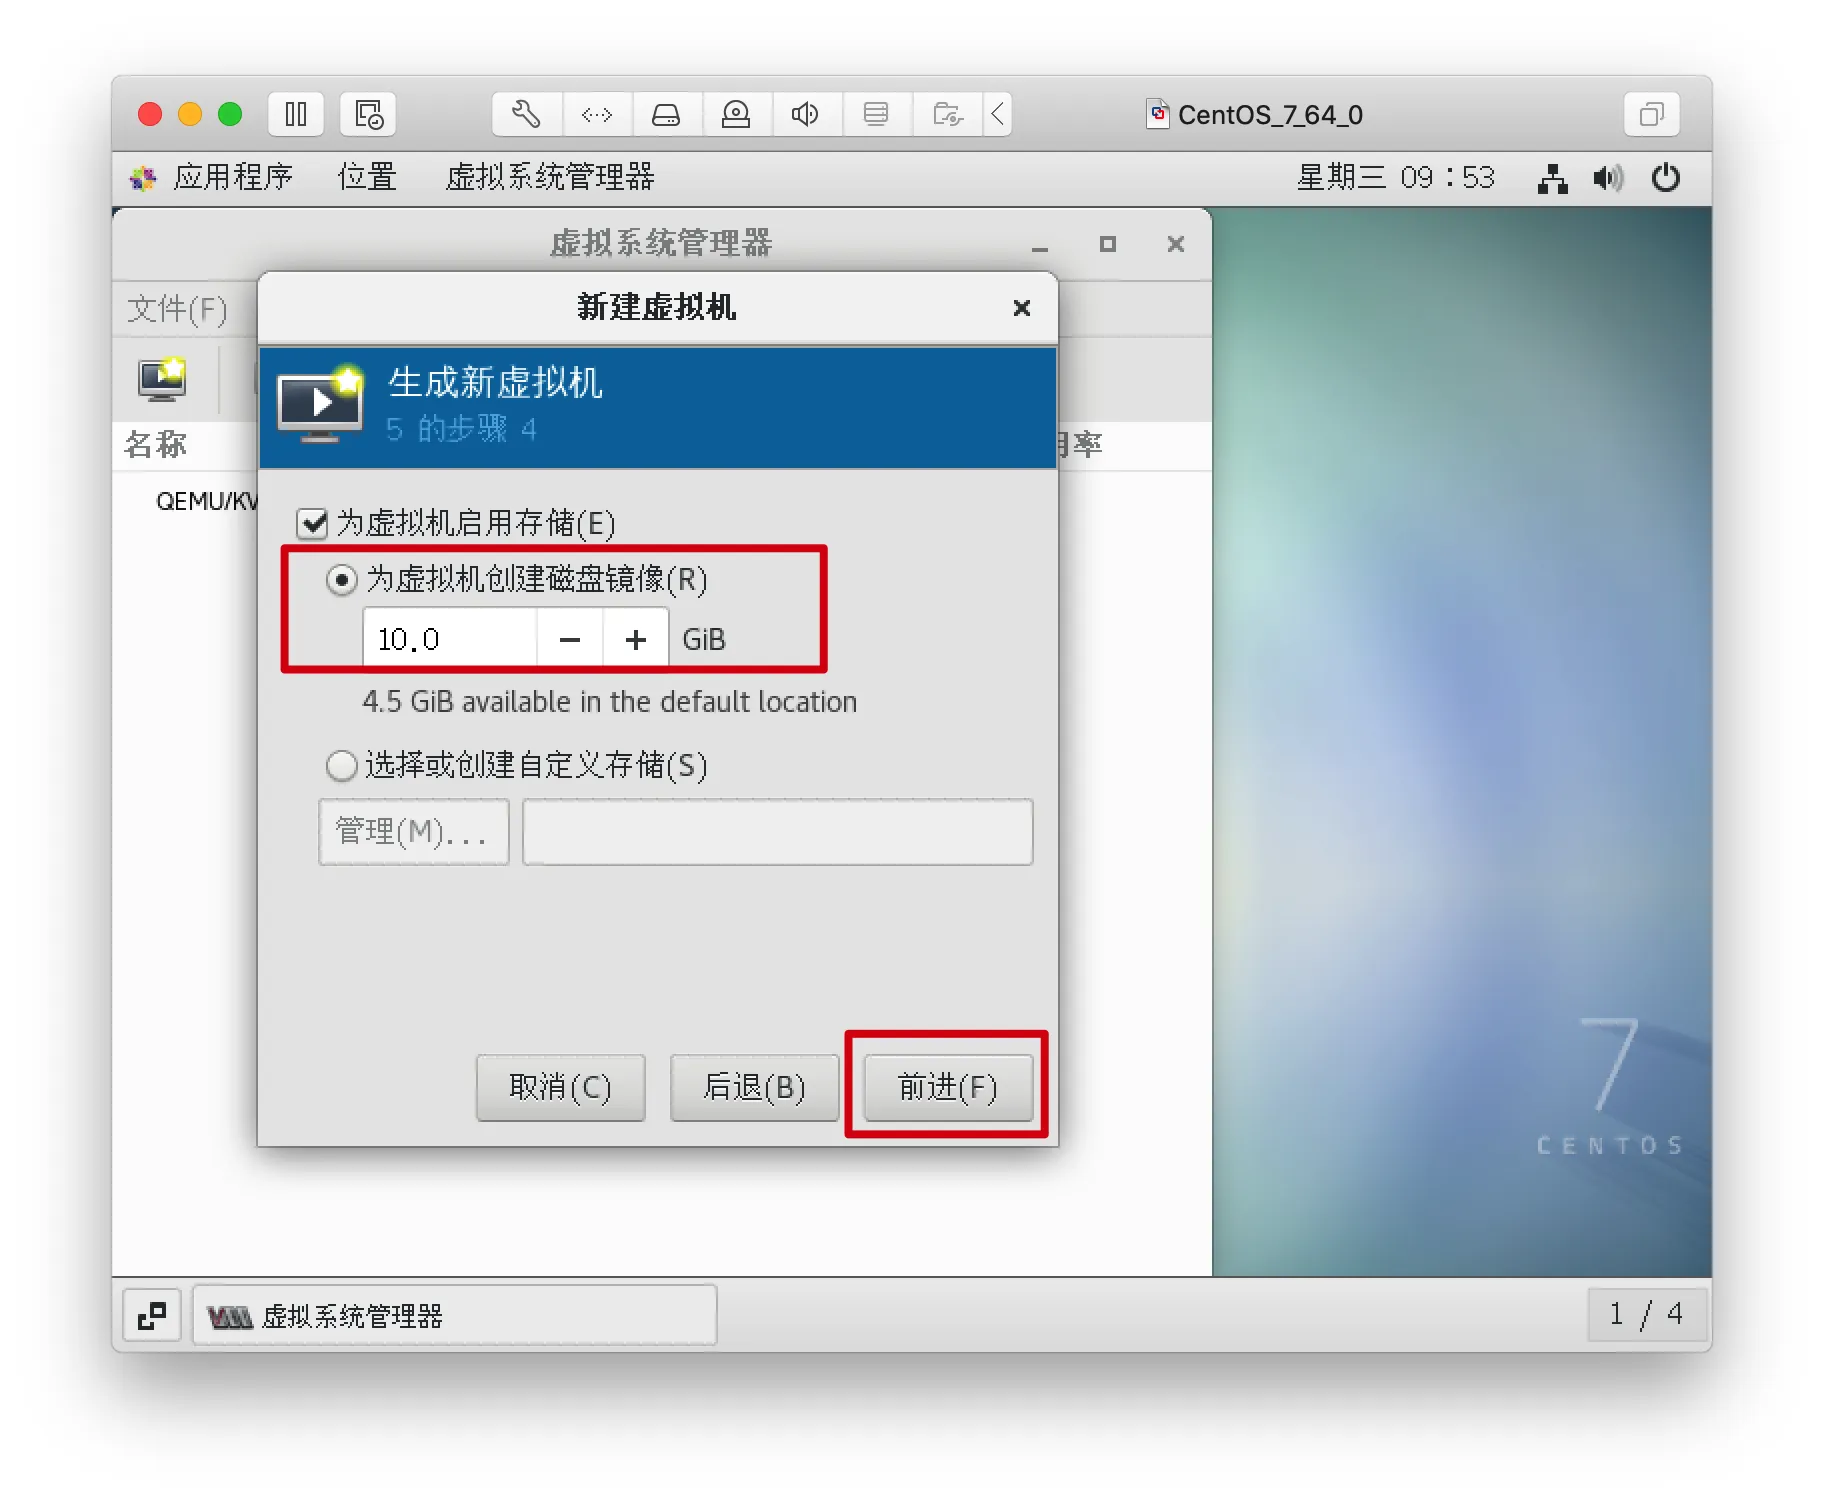 CentOS_7_64_0
应用程序 位置 虚拟系统管理器 星期三 09：53
虚拟系统管理器
文件(F)
新建虚拟机
生成新虚拟机
5 的步骤 4
名称
率
QEMU/KV
为虚拟机启用存储(E)
为虚拟机创建磁盘镜像(R)
10.0 − + GiB
4.5 GiB available in the default location
选择或创建自定义存储(S)
管理(M)...
取消(C) 后退(B) 前进(F)
7
CENTOS
虚拟系统管理器 1 / 4